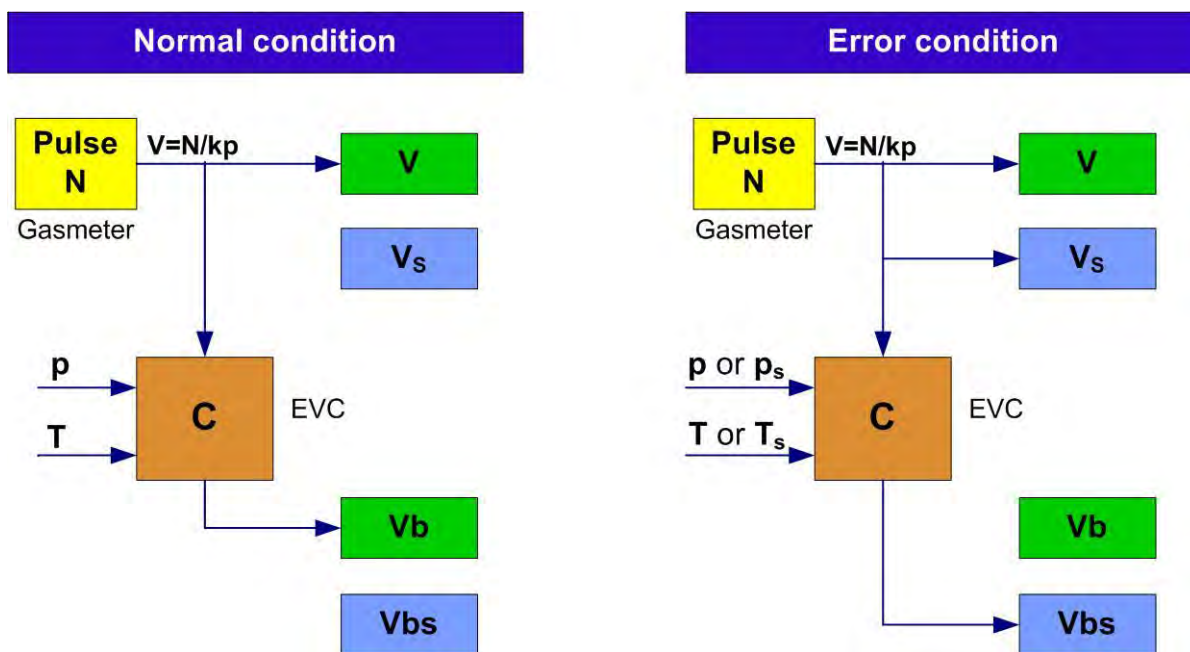 Normal condition
Pulse
N
V=N/kp
V
Gasmeter
Vs
p
T
C
EVC
Vb
Vbs
Error condition
Pulse
N
V=N/kp
V
Gasmeter
Vs
p or ps
T or Ts
C
EVC
Vb
Vbs